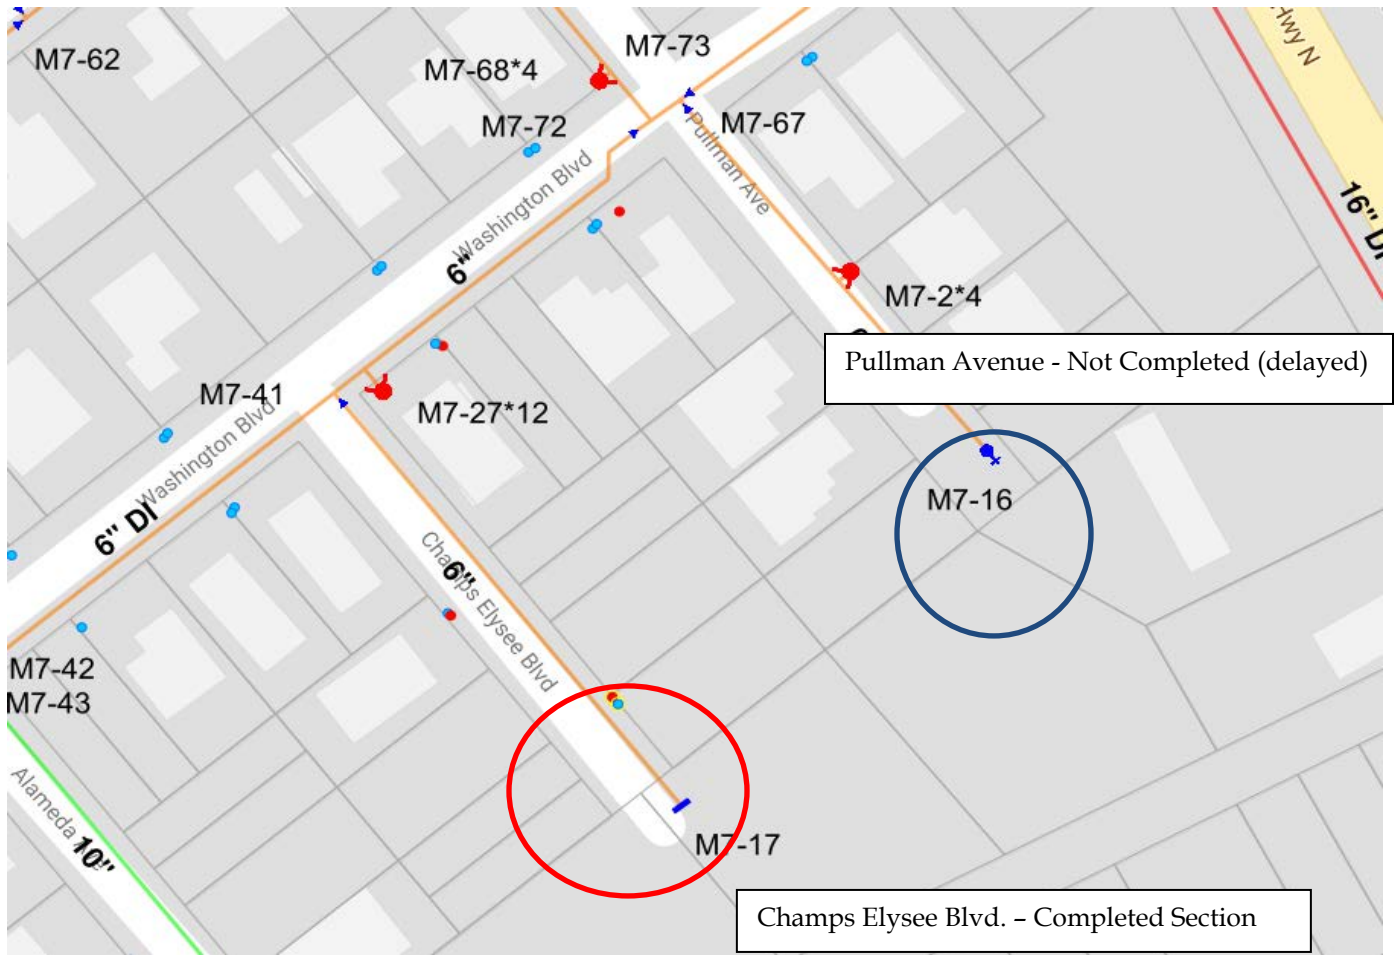 Hwy N
M7-73
M7-62
M7-68*4
M7-72
M7-67
Pullman Ave
Washington Blvd
6"
16" DI
M7-2*4
Pullman Avenue - Not Completed (delayed)
M7-41
M7-27*12
Washington Blvd
6" DI
M7-16
Champs Elysee Blvd
6"
M7-42
M7-43
Alameda
10"
M7-17
Champs Elysee Blvd. – Completed Section